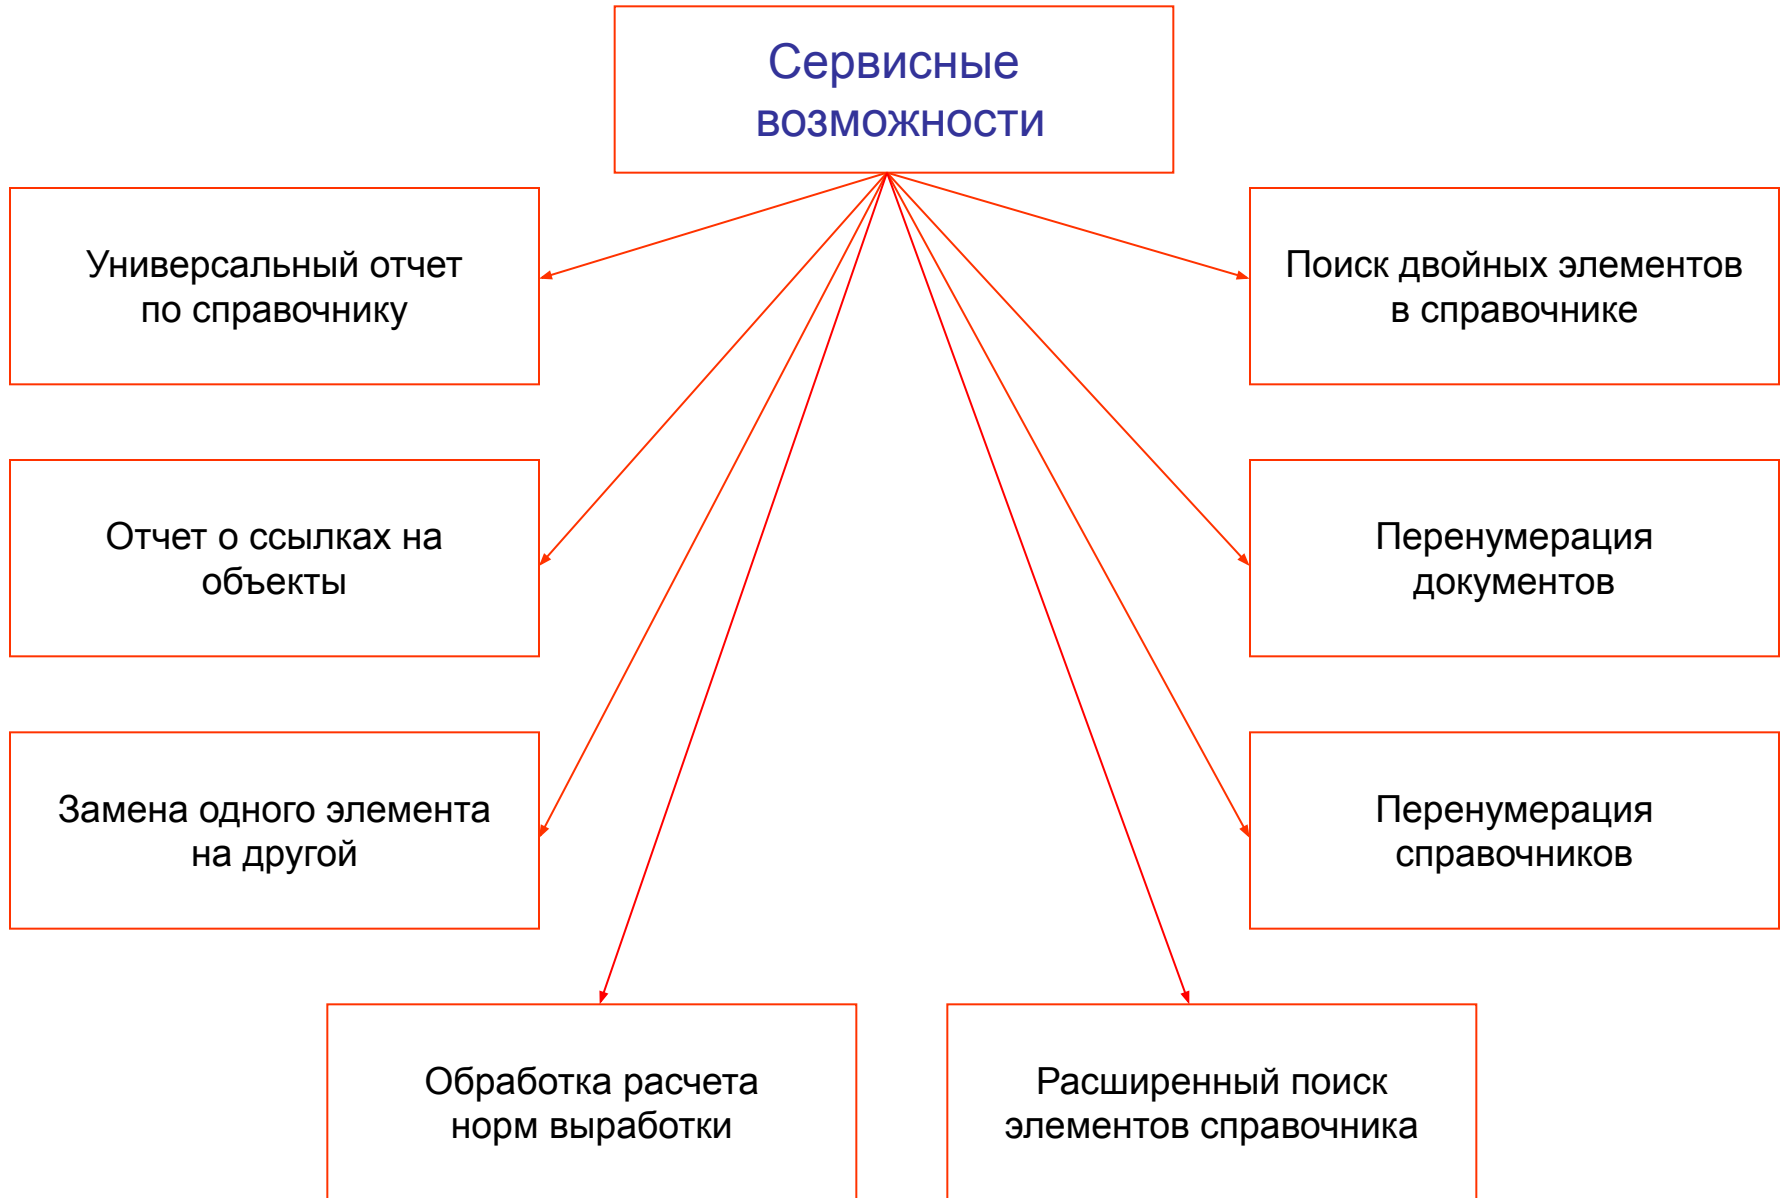 Сервисные
возможности
Универсальный отчет
по справочнику
Поиск двойных элементов
в справочнике
Отчет о ссылках на
объекты
Перенумерация
документов
Замена одного элемента
на другой
Перенумерация
справочников
Обработка расчета
норм выработки
Расширенный поиск
элементов справочника